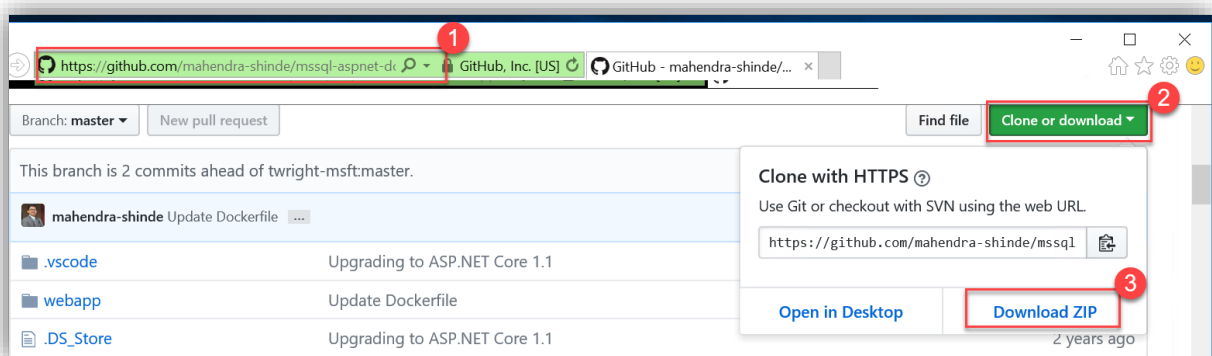 1
https://github.com/mahendra-shinde/mssql-aspnet-do GitHub, Inc. [US] GitHub - mahendra-shinde/... ×
2
Branch: master New pull request Find file Clone or download
This branch is 2 commits ahead of twright-msft:master.
Clone with HTTPS ?
mahendra-shinde Update Dockerfile ...
Use Git or checkout with SVN using the web URL.
https://github.com/mahendra-shinde/mssql
.vscode Upgrading to ASP.NET Core 1.1
3
webapp Update Dockerfile
Open in Desktop Download ZIP
.DS_Store Upgrading to ASP.NET Core 1.1 2 years ago